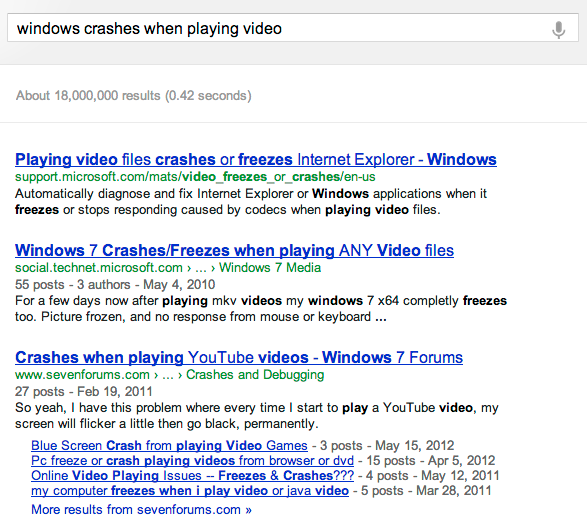 windows crashes when playing video
About 18,000,000 results (0.42 seconds)
Playing video files crashes or freezes Internet Explorer - Windows
support.microsoft.com/mats/video_freezes_or_crashes/en-us
Automatically diagnose and fix Internet Explorer or Windows applications when it
freezes or stops responding caused by codecs when playing video files.
Windows 7 Crashes/Freezes when playing ANY Video files
social.technet.microsoft.com › ... › Windows 7 Media
55 posts - 3 authors - May 4, 2010
For a few days now after playing mkv videos my windows 7 x64 completly freezes
too. Picture frozen, and no response from mouse or keyboard ...
Crashes when playing YouTube videos - Windows 7 Forums
www.sevenforums.com › ... › Crashes and Debugging
27 posts - Feb 19, 2011
So yeah, I have this problem where every time I start to play a YouTube video, my
screen will flicker a little then go black, permanently.
Blue Screen Crash from playing Video Games - 3 posts - May 15, 2012
Pc freeze or crash playing videos from browser or dvd - 15 posts - Apr 5, 2012
Online Video Playing Issues -- Freezes & Crashes??? - 4 posts - May 12, 2011
my computer freezes when i play video or java video - 5 posts - Mar 28, 2011
More results from sevenforums.com »